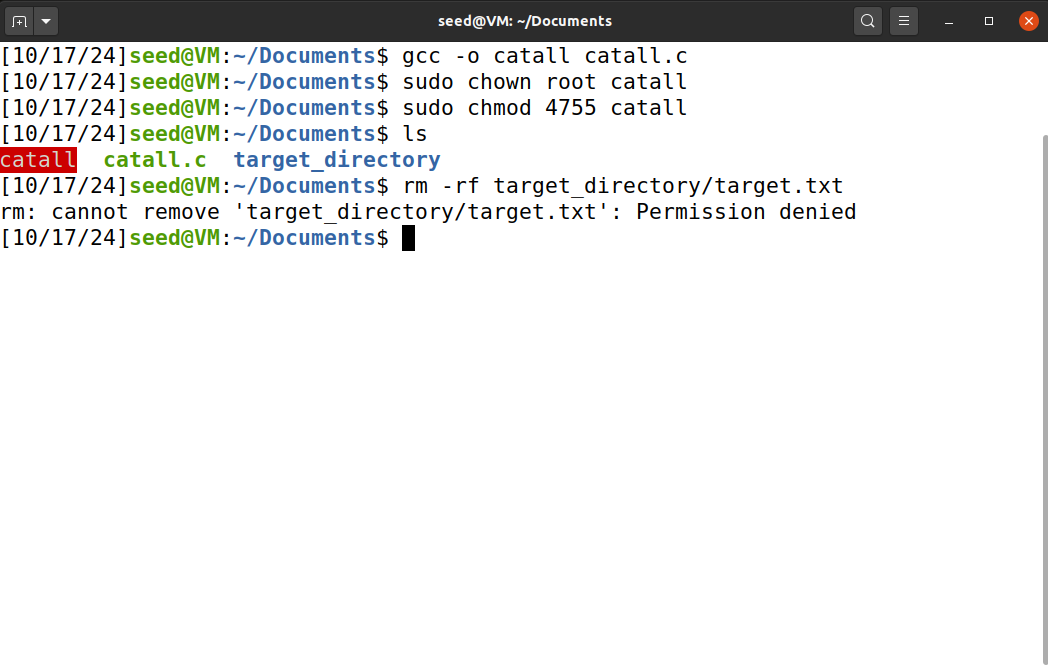 seed@VM: ~/Documents
[10/17/24]seed@VM:~/Documents$ gcc -o catall catall.c
[10/17/24]seed@VM:~/Documents$ sudo chown root catall
[10/17/24]seed@VM:~/Documents$ sudo chmod 4755 catall
[10/17/24]seed@VM:~/Documents$ ls
catall  catall.c  target_directory
[10/17/24]seed@VM:~/Documents$ rm -rf target_directory/target.txt
rm: cannot remove 'target_directory/target.txt': Permission denied
[10/17/24]seed@VM:~/Documents$